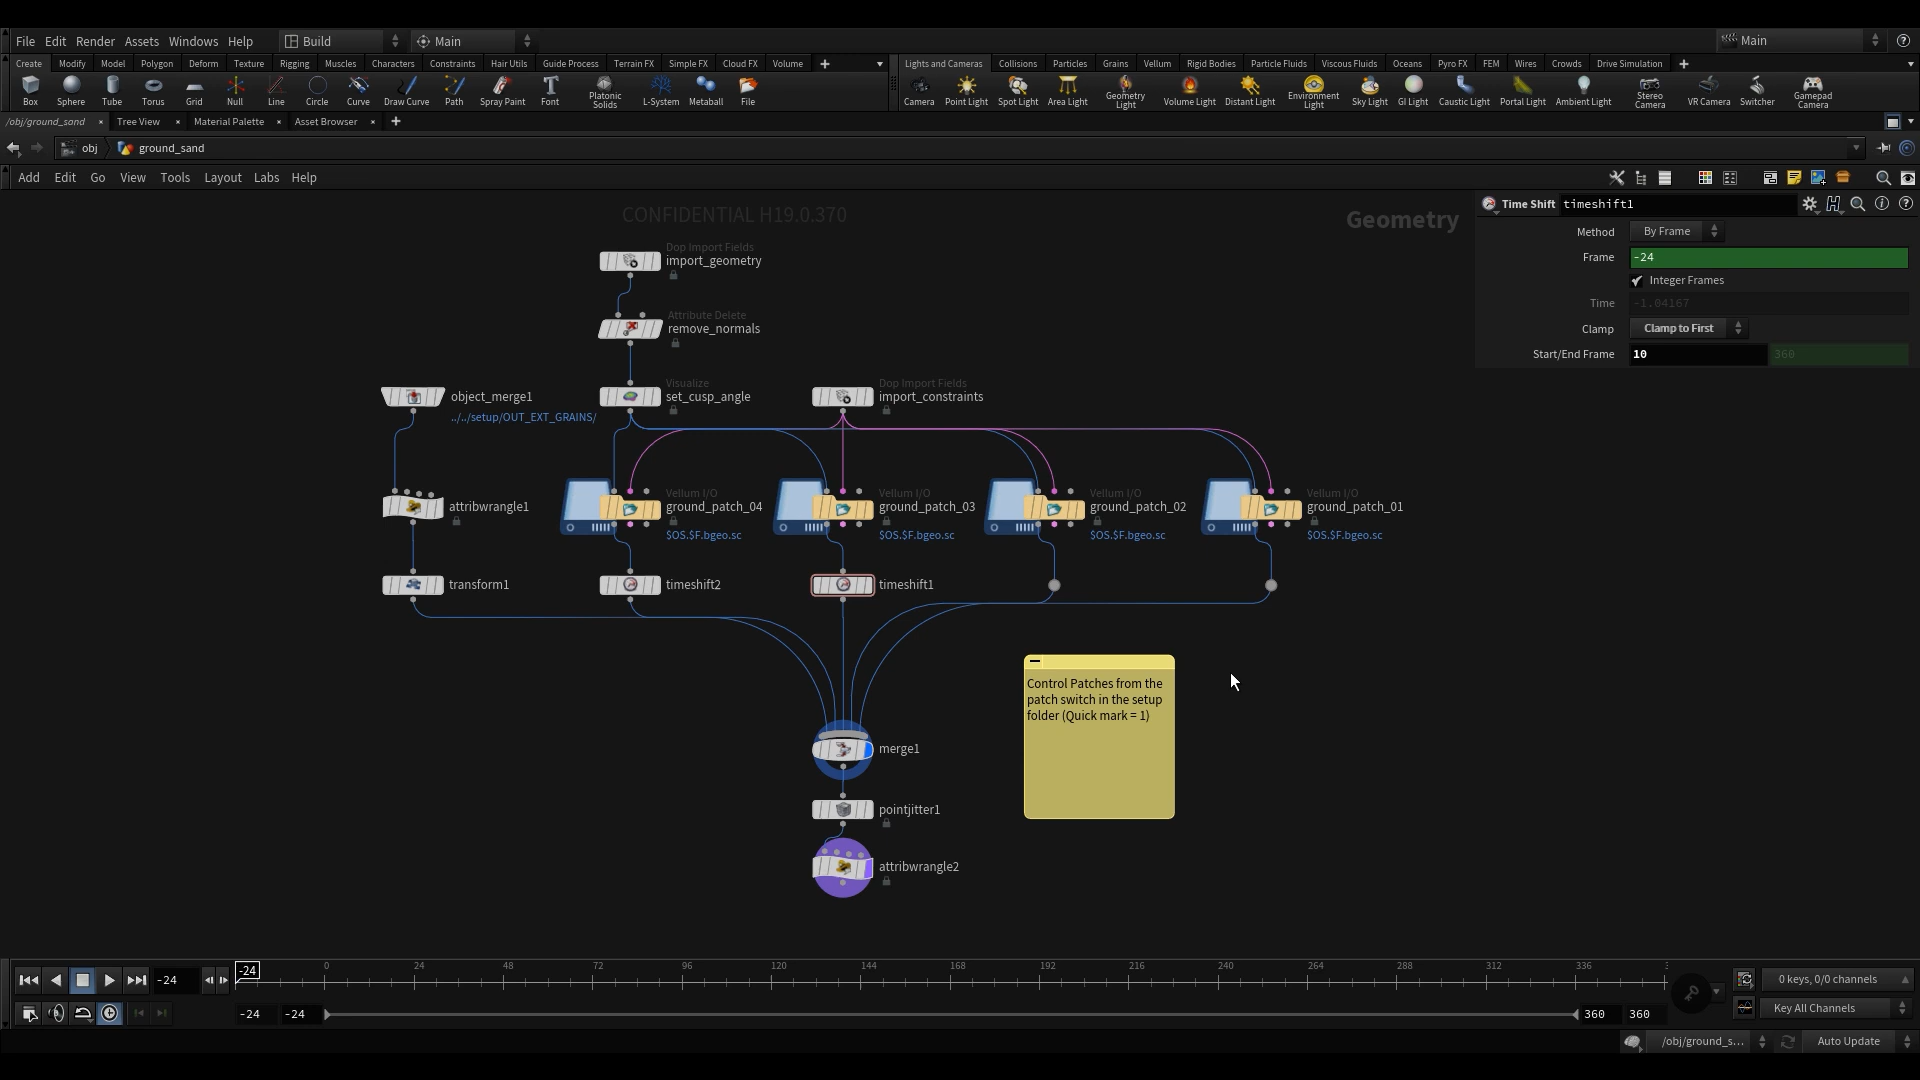 File Edit Render Assets Windows Help Build Main Main
Create Modify Model Polygon Deform Texture Rigging Muscles Characters Constraints Hair Utils Guide Process Terrain FX Simple FX Cloud FX Volume
Lights and Cameras Collisions Particles Grains Vellum Rigid Bodies Particle Fluids Viscous Fluids Oceans Pyro FX FEM Wires Crowds Drive Simulation
Box Sphere Tube Torus Grid Null Line Circle Curve Draw Curve Path Spray Paint Font Platonic Solids L-System Metaball File
Camera Point Light Spot Light Area Light Geometry Light Volume Light Distant Light Environment Light Sky Light GI Light Caustic Light Portal Light Ambient Light Stereo Camera VR Camera Switcher Gamepad Camera
/obj/ground_sand Tree View Material Palette Asset Browser
obj ground_sand
Add Edit Go View Tools Layout Labs Help
CONFIDENTIAL H19.0.370
Geometry
Time Shift timeshift1
Method By Frame
Frame -24
Integer Frames
Time -1.04167
Clamp Clamp to First
Start/End Frame 10 360
Dop Import Fields
import_geometry
Attribute Delete
remove_normals
object_merge1
../../setup/OUT_EXT_GRAINS/
Visualize
set_cusp_angle
Dop Import Fields
import_constraints
attribwrangle1
Vellum I/O
ground_patch_04
$OS.$F.bgeo.sc
Vellum I/O
ground_patch_03
$OS.$F.bgeo.sc
Vellum I/O
ground_patch_02
$OS.$F.bgeo.sc
Vellum I/O
ground_patch_01
$OS.$F.bgeo.sc
transform1
timeshift2
timeshift1
Control Patches from the
patch switch in the setup
folder (Quick mark = 1)
merge1
pointjitter1
attribwrangle2
-24 -24 0 24 48 72 96 120 144 168 192 216 240 264 288 312 336
0 keys, 0/0 channels
-24 -24 360 360
Key All Channels
/obj/ground_s... Auto Update